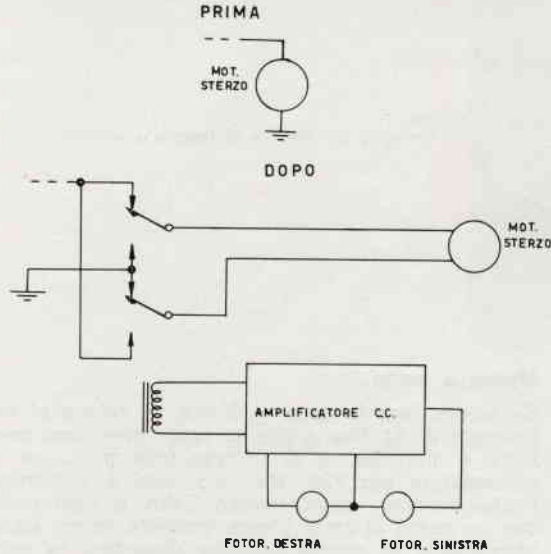 PRIMA
MOT.
STERZO
DOPO
MOT.
STERZO
AMPLIFICATORE C.C.
FOTOR. DESTRA
FOTOR. SINISTRA